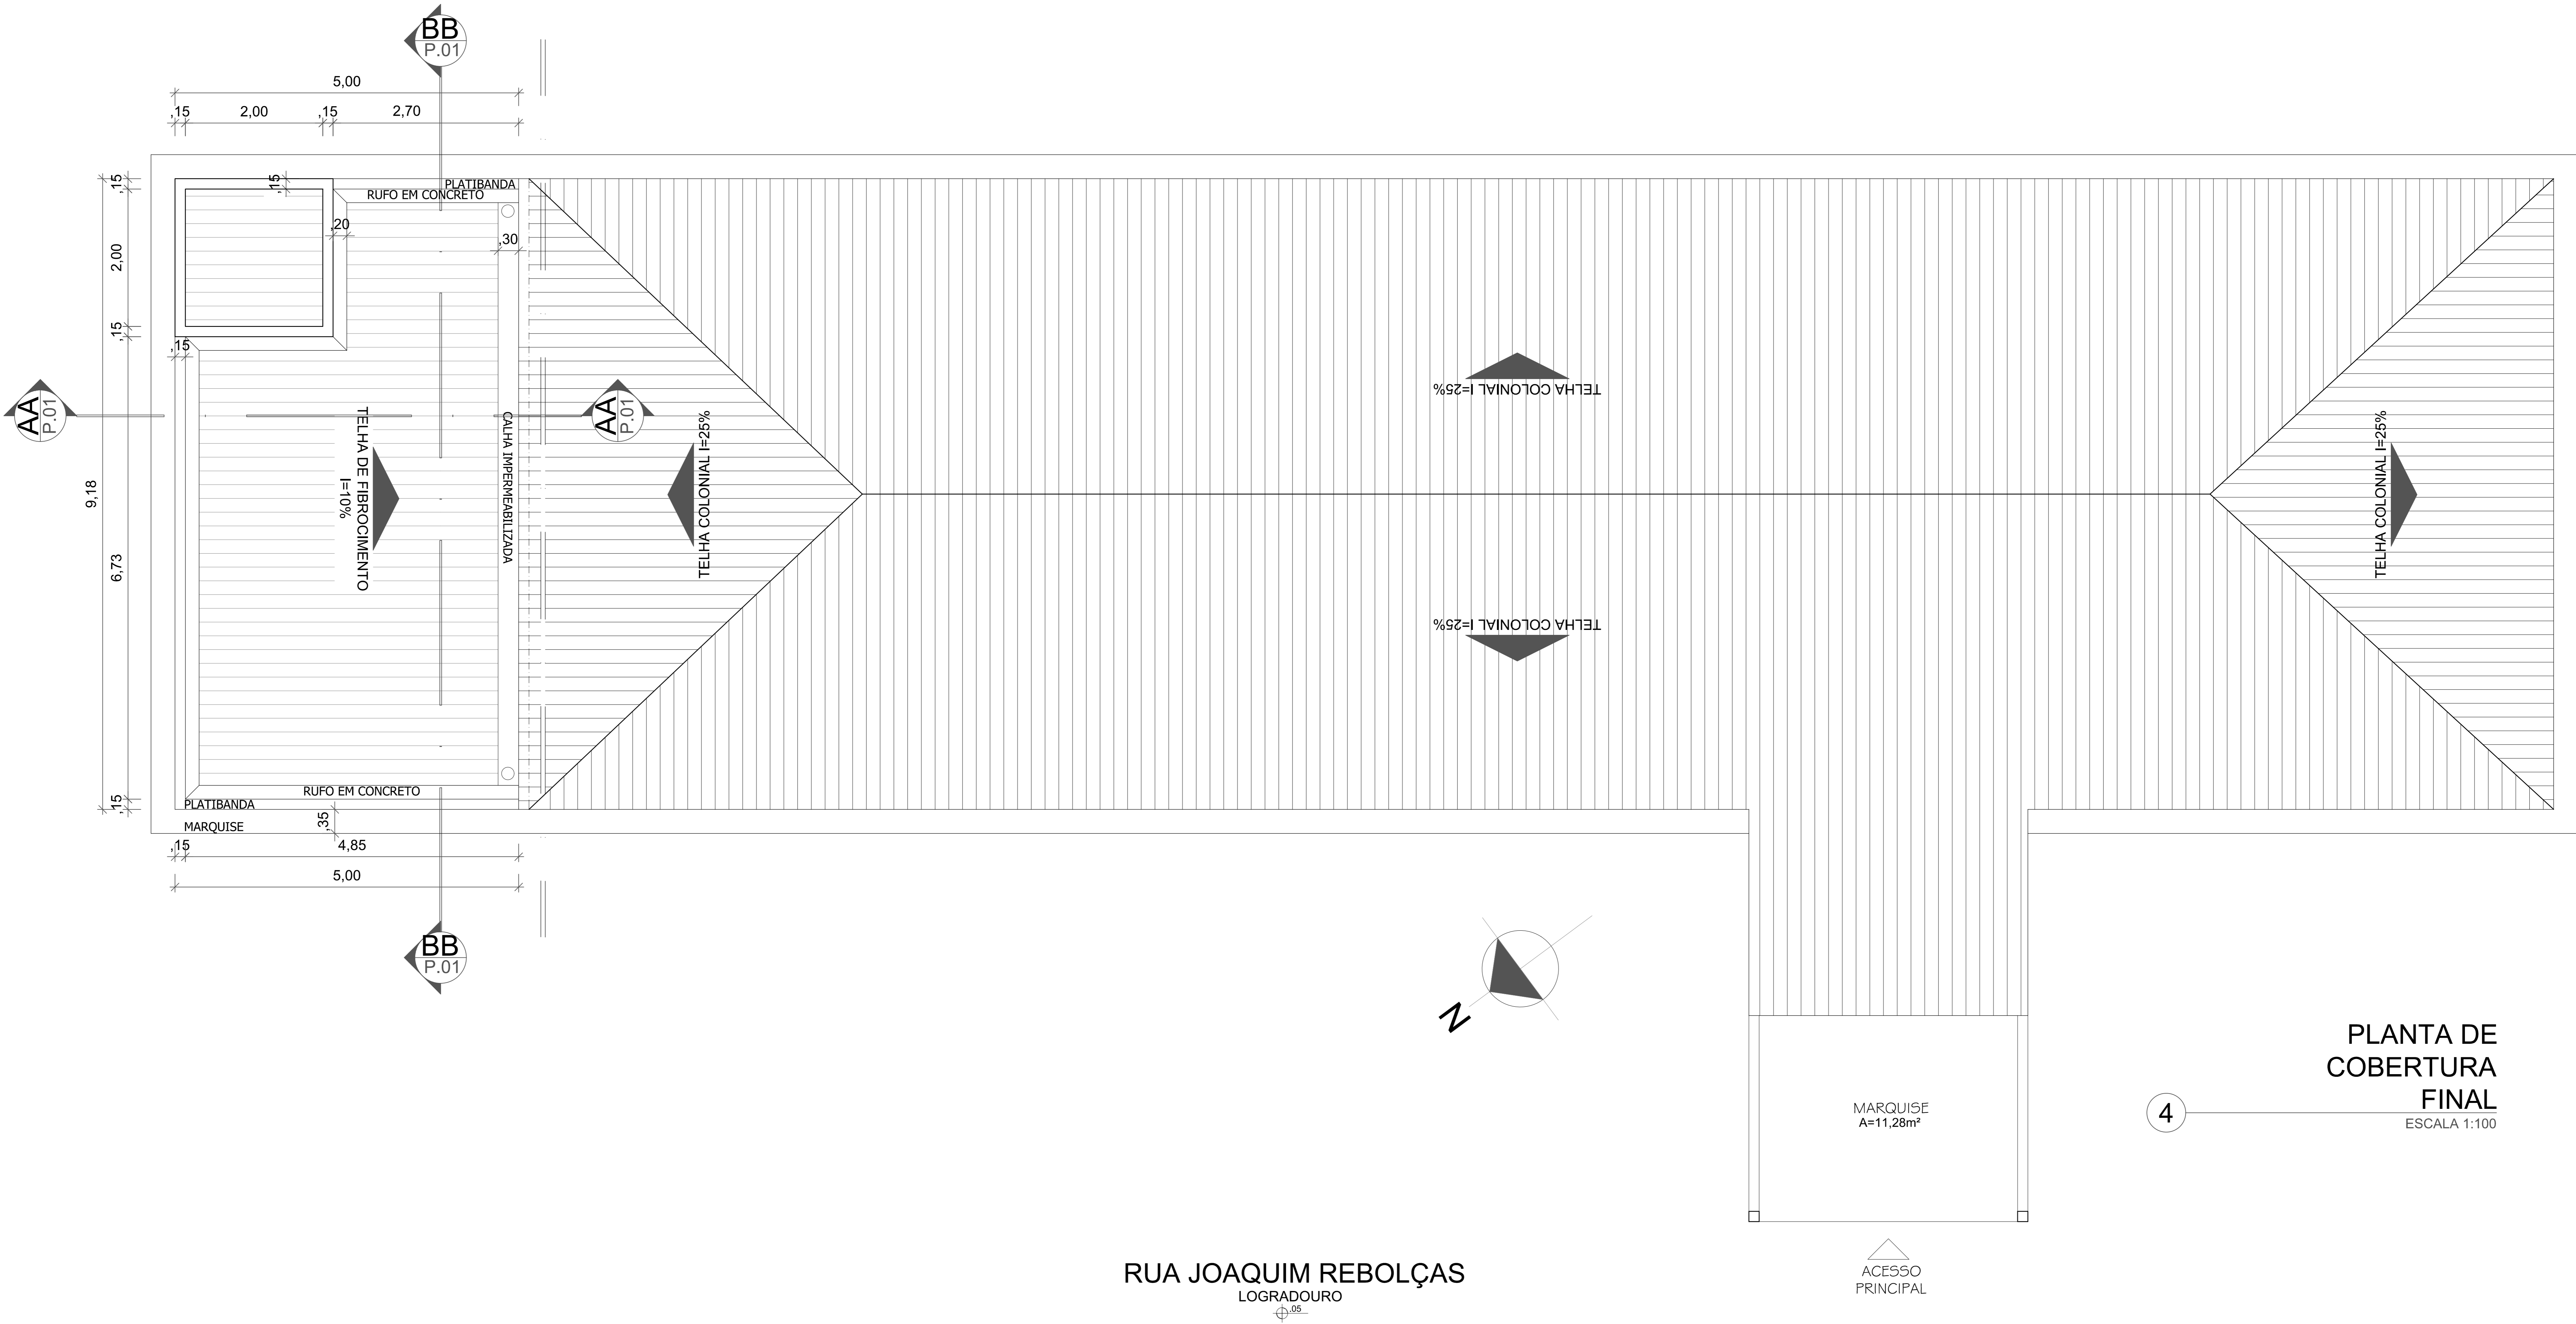 BB
P.01
5,00
,15
2,00
,15
2,70
,15
,15
PLATIBANDA
RUFO EM CONCRETO
,20
,30
2,00
,15
,15
AA
P.01
AA
P.01
TELHA DE FIBROCIMENTO
I=10%
CALHA IMPERMEABILIZADA
TELHA COLONIAL I=25%
TELHA COLONIAL I=25%
TELHA COLONIAL I=25%
TELHA COLONIAL I=25%
9,18
6,73
,15
RUFO EM CONCRETO
PLATIBANDA
MARQUISE
,35
,15
4,85
5,00
BB
P.01
N
MARQUISE
A=11,28m²
PLANTA DE
COBERTURA
FINAL
4
ESCALA 1:100
RUA JOAQUIM REBOLÇAS
LOGRADOURO
.05
ACESSO
PRINCIPAL